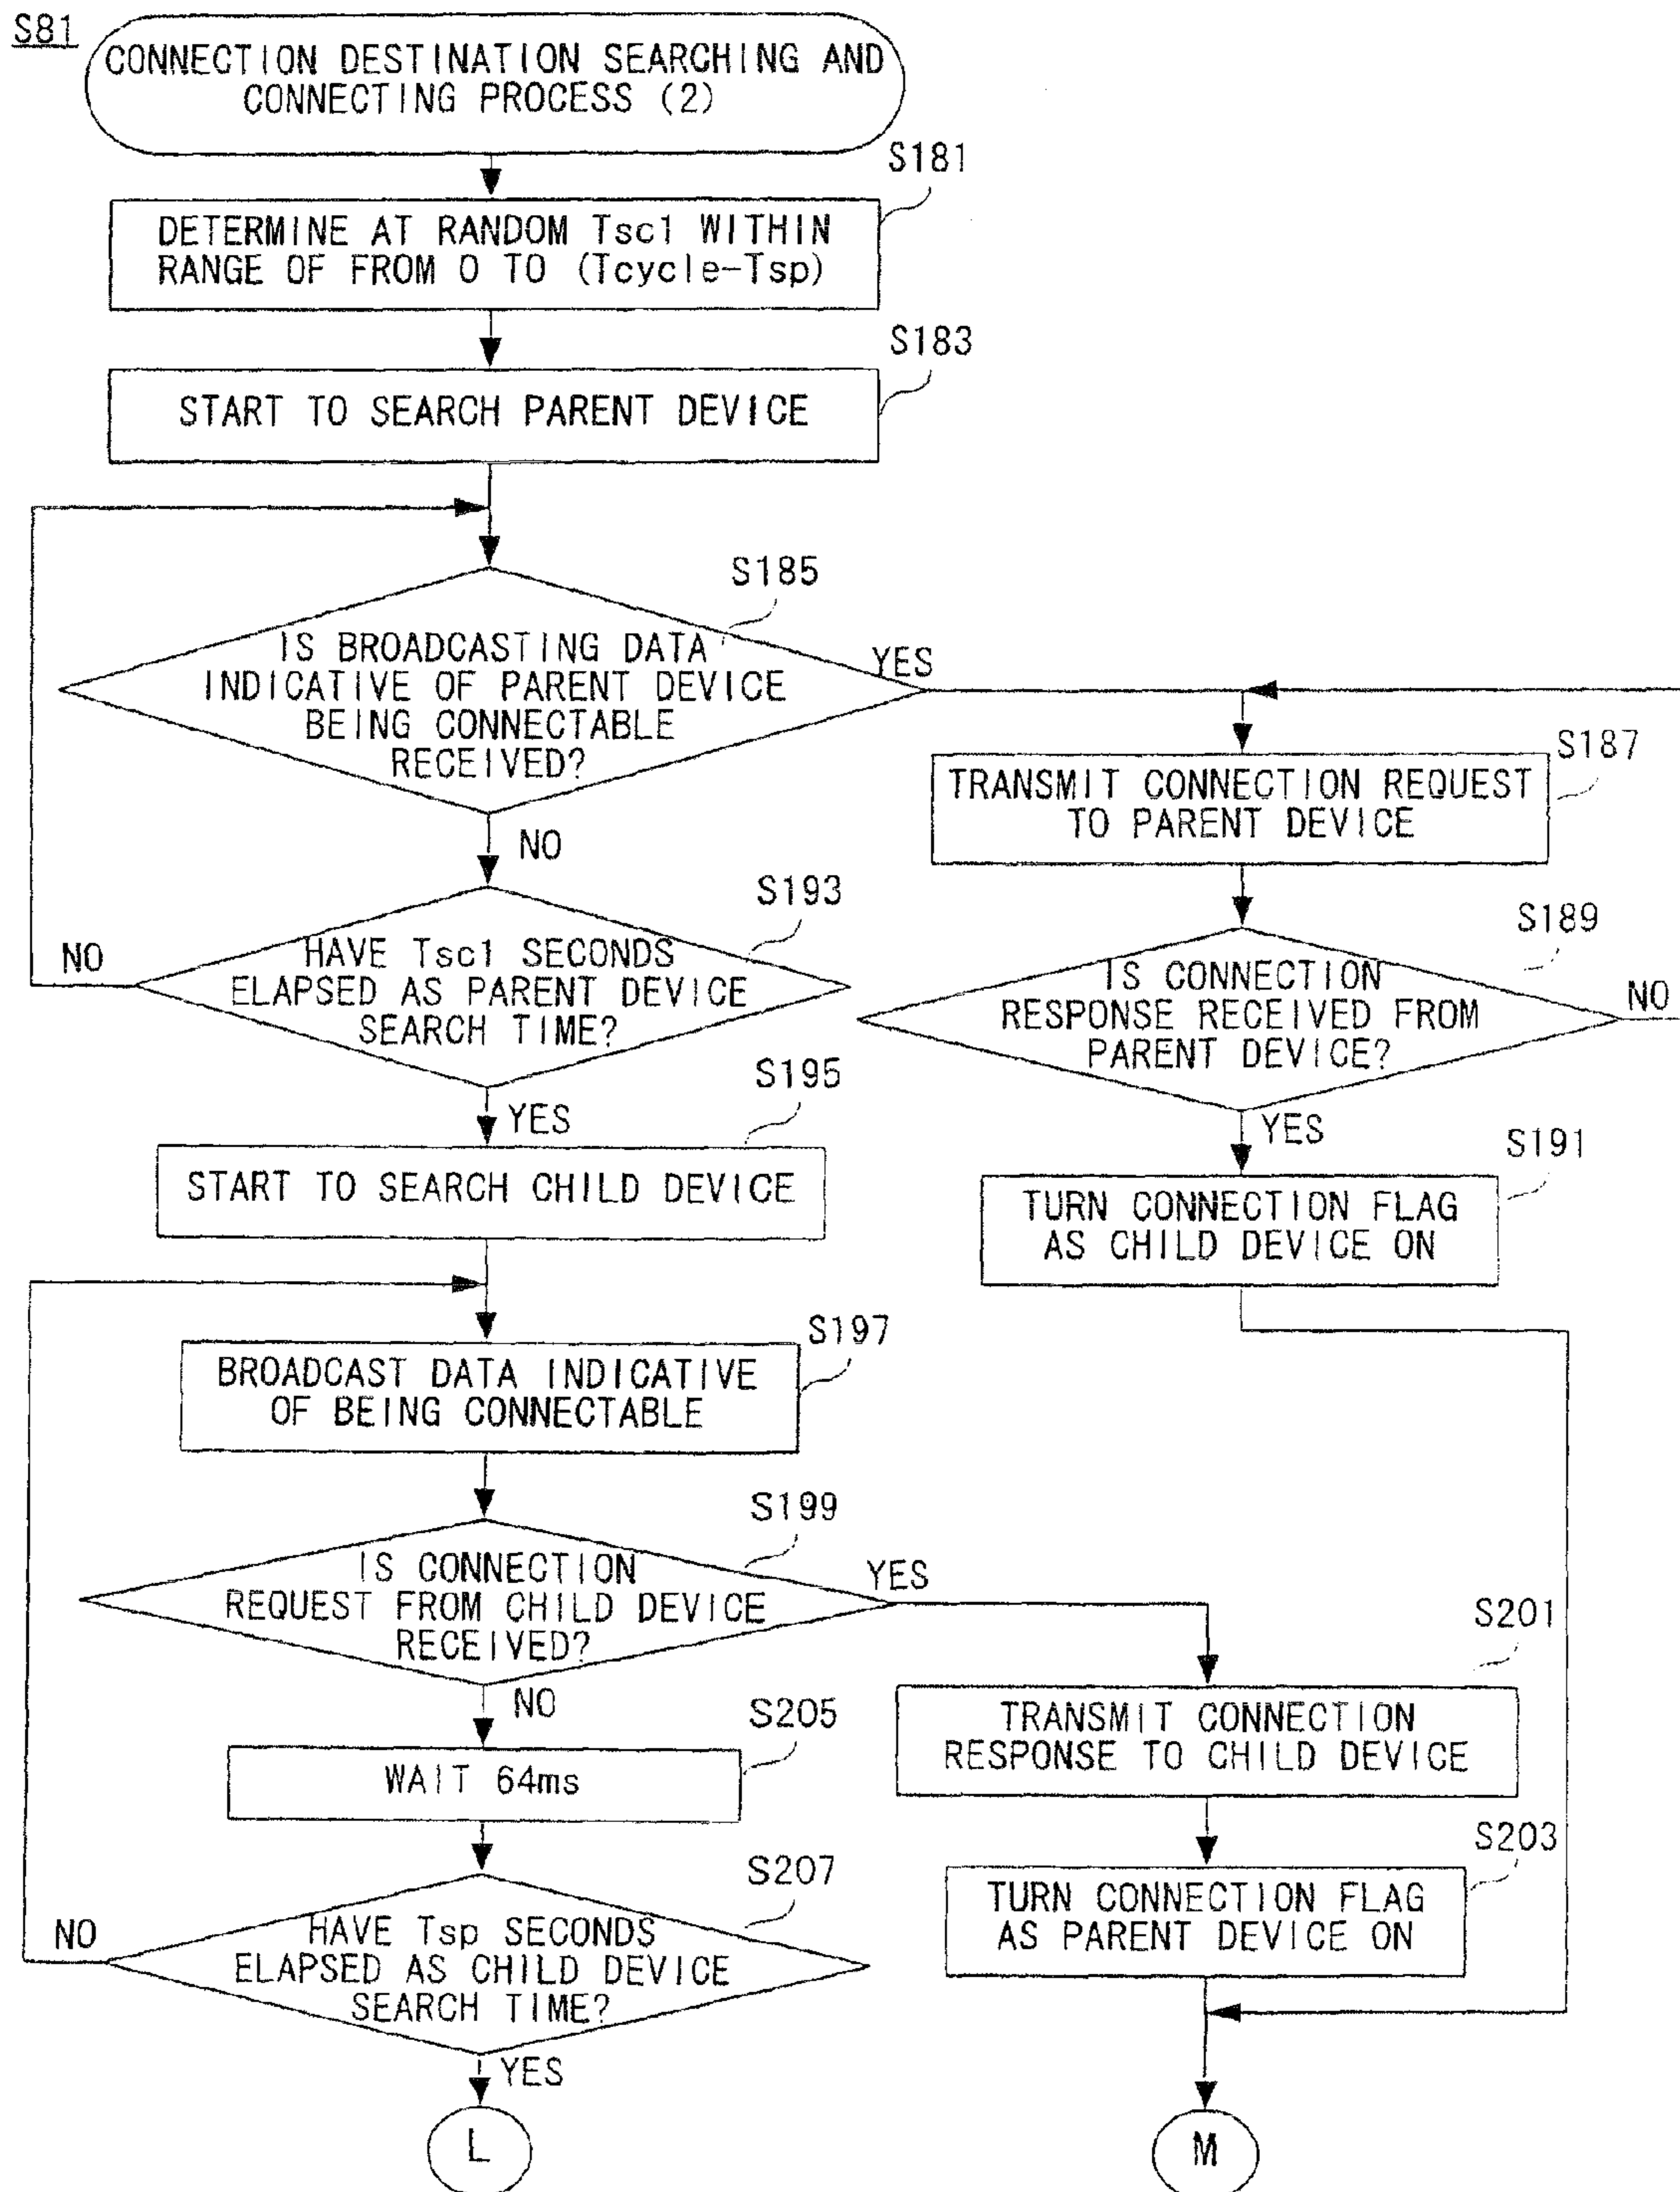 S81
CONNECTION DESTINATION SEARCHING AND
CONNECTING PROCESS (2)
S181
DETERMINE AT RANDOM Tsc1 WITHIN
RANGE OF FROM 0 TO (Tcycle-Tsp)
S183
START TO SEARCH PARENT DEVICE
S185
IS BROADCASTING DATA
INDICATIVE OF PARENT DEVICE
BEING CONNECTABLE
RECEIVED?
YES
NO
S187
TRANSMIT CONNECTION REQUEST
TO PARENT DEVICE
S189
IS CONNECTION
RESPONSE RECEIVED FROM
PARENT DEVICE?
NO
YES
S191
TURN CONNECTION FLAG
AS CHILD DEVICE ON
S193
HAVE Tsc1 SECONDS
ELAPSED AS PARENT DEVICE
SEARCH TIME?
NO
YES
S195
START TO SEARCH CHILD DEVICE
S197
BROADCAST DATA INDICATIVE
OF BEING CONNECTABLE
S199
IS CONNECTION
REQUEST FROM CHILD DEVICE
RECEIVED?
YES
NO
S201
TRANSMIT CONNECTION
RESPONSE TO CHILD DEVICE
S203
TURN CONNECTION FLAG
AS PARENT DEVICE ON
S205
WAIT 64ms
S207
HAVE Tsp SECONDS
ELAPSED AS CHILD DEVICE
SEARCH TIME?
NO
YES
L
M